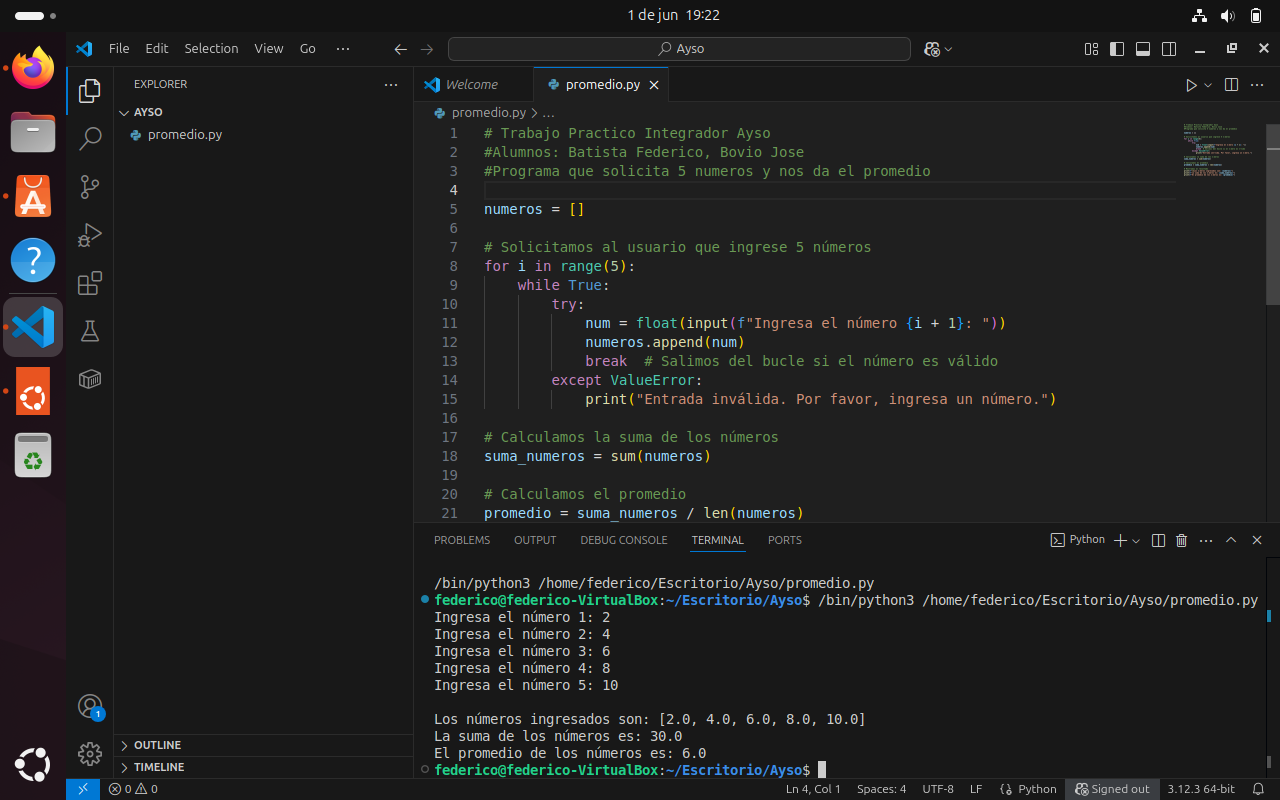 1 de jun 19:22
File Edit Selection View Go ···
Ayso
EXPLORER ···
AYSO
promedio.py
Welcome
promedio.py
promedio.py > ...
1 # Trabajo Practico Integrador Ayso
2 #Alumnos: Batista Federico, Bovio Jose
3 #Programa que solicita 5 numeros y nos da el promedio
4
5 numeros = []
6
7 # Solicitamos al usuario que ingrese 5 números
8 for i in range(5):
9     while True:
10         try:
11             num = float(input(f"Ingresa el número {i + 1}: "))
12             numeros.append(num)
13             break  # Salimos del bucle si el número es válido
14         except ValueError:
15             print("Entrada inválida. Por favor, ingresa un número.")
16
17 # Calculamos la suma de los números
18 suma_numeros = sum(numeros)
19
20 # Calculamos el promedio
21 promedio = suma_numeros / len(numeros)
PROBLEMS OUTPUT DEBUG CONSOLE TERMINAL PORTS
Python
/bin/python3 /home/federico/Escritorio/Ayso/promedio.py
federico@federico-VirtualBox:~/Escritorio/Ayso$ /bin/python3 /home/federico/Escritorio/Ayso/promedio.py
Ingresa el número 1: 2
Ingresa el número 2: 4
Ingresa el número 3: 6
Ingresa el número 4: 8
Ingresa el número 5: 10
Los números ingresados son: [2.0, 4.0, 6.0, 8.0, 10.0]
La suma de los números es: 30.0
El promedio de los números es: 6.0
federico@federico-VirtualBox:~/Escritorio/Ayso$
1
OUTLINE
TIMELINE
0 0
Ln 4, Col 1 Spaces: 4 UTF-8 LF {} Python Signed out 3.12.3 64-bit